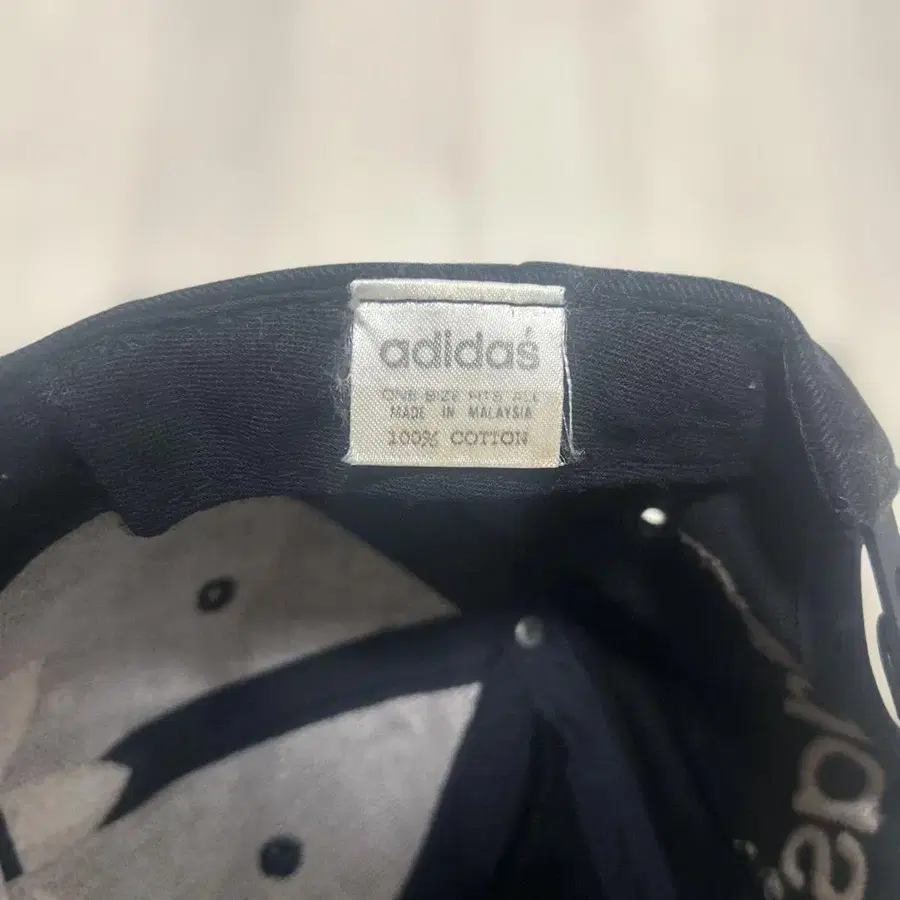 adidas
ONE SIZE FITS ALL
MADE IN MALAYSIA
100% COTTON